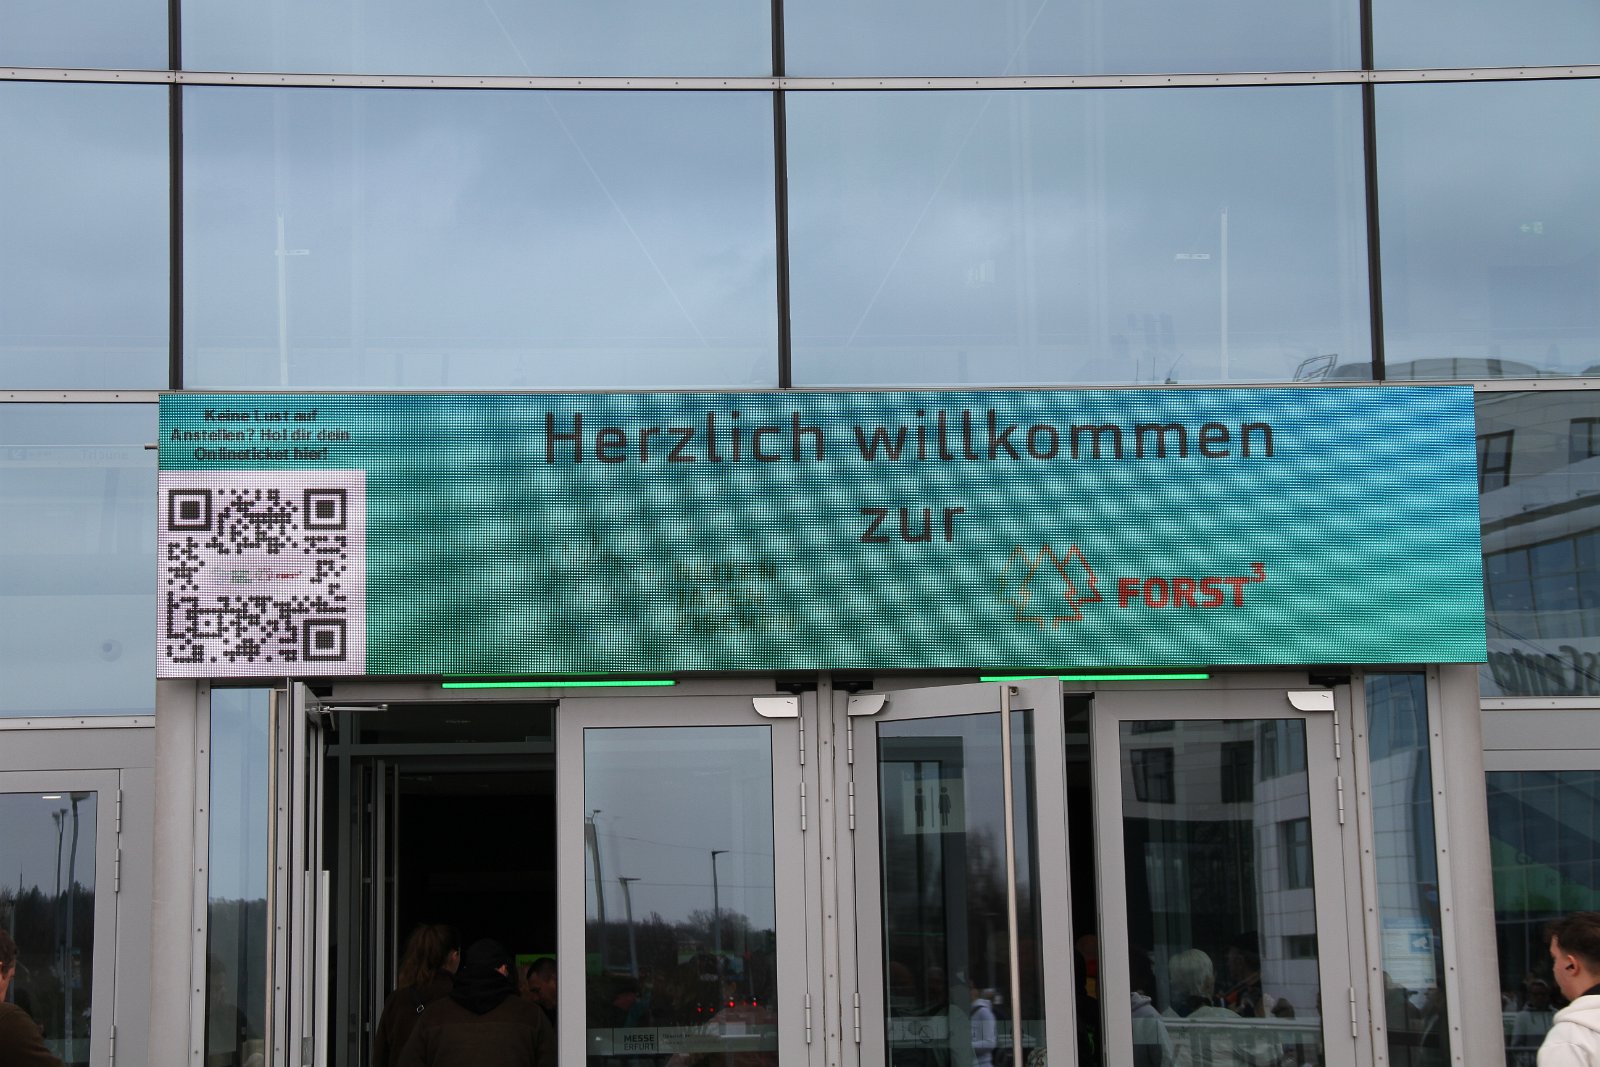 Keine Lust auf
Anstellen? Hol dir dein
Onlineticket hier!
Herzlich willkommen
zur
FORST³
MESSE
ERFURT